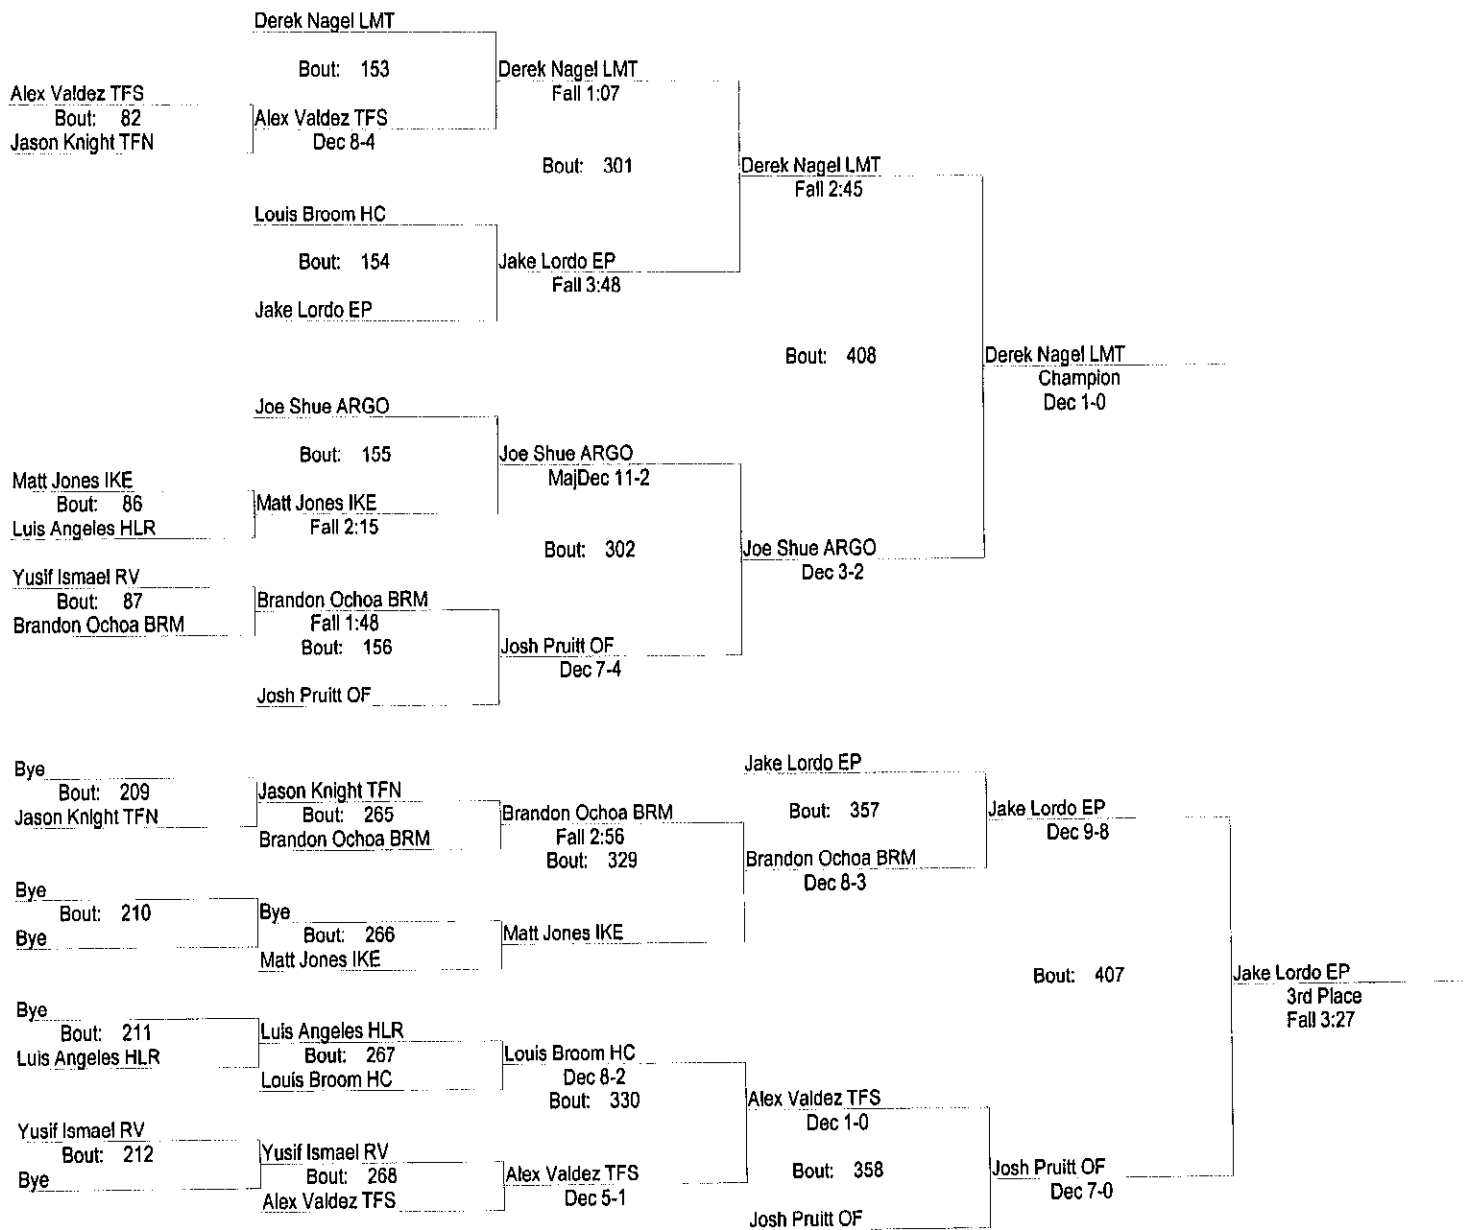 Derek Nagel LMT
Bout: 153
Derek Nagel LMT
Fall 1:07
Alex Valdez TFS
Bout: 82
Jason Knight TFN
Alex Valdez TFS
Dec 8-4
Bout: 301
Derek Nagel LMT
Fall 2:45
Louis Broom HC
Bout: 154
Jake Lordo EP
Fall 3:48
Jake Lordo EP
Bout: 408
Derek Nagel LMT
Champion
Dec 1-0
Joe Shue ARGO
Bout: 155
Joe Shue ARGO
MajDec 11-2
Matt Jones IKE
Bout: 86
Luis Angeles HLR
Matt Jones IKE
Fall 2:15
Bout: 302
Joe Shue ARGO
Dec 3-2
Yusif Ismael RV
Bout: 87
Brandon Ochoa BRM
Brandon Ochoa BRM
Fall 1:48
Bout: 156
Josh Pruitt OF
Dec 7-4
Josh Pruitt OF
Bye
Bout: 209
Jason Knight TFN
Jason Knight TFN
Bout: 265
Brandon Ochoa BRM
Brandon Ochoa BRM
Fall 2:56
Bout: 329
Jake Lordo EP
Bout: 357
Brandon Ochoa BRM
Dec 8-3
Jake Lordo EP
Dec 9-8
Bye
Bout: 210
Bye
Bye
Bout: 266
Matt Jones IKE
Matt Jones IKE
Bout: 407
Jake Lordo EP
3rd Place
Fall 3:27
Bye
Bout: 211
Luis Angeles HLR
Luis Angeles HLR
Bout: 267
Louis Broom HC
Louis Broom HC
Dec 8-2
Bout: 330
Alex Valdez TFS
Dec 1-0
Bout: 358
Josh Pruitt OF
Josh Pruitt OF
Dec 7-0
Yusif Ismael RV
Bout: 212
Bye
Yusif Ismael RV
Bout: 268
Alex Valdez TFS
Alex Valdez TFS
Dec 5-1